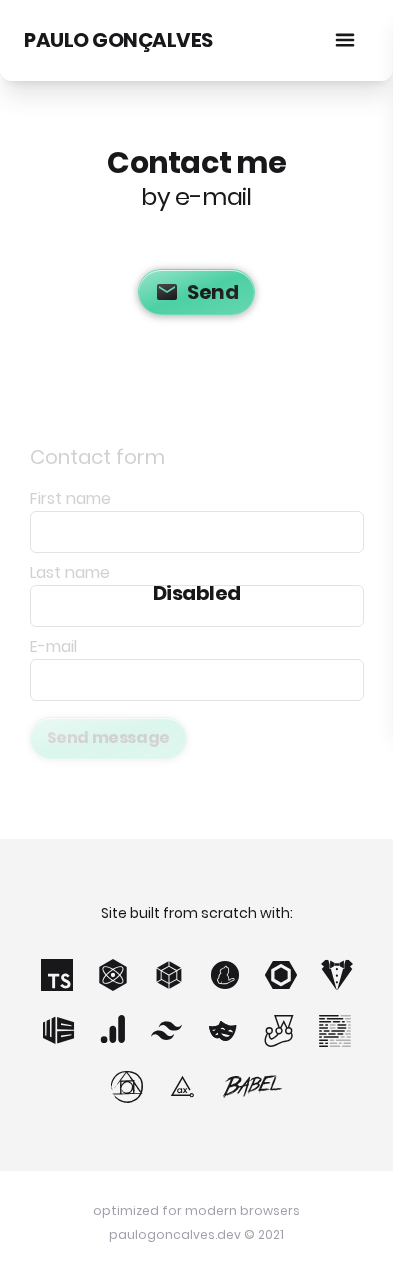 PAULO GONÇALVES
Contact me
by e-mail
Send
Contact form
First name
Last name
Disabled
E-mail
Send message
Site built from scratch with:
TS
ax
BABEL
optimized for modern browsers
paulogoncalves.dev © 2021